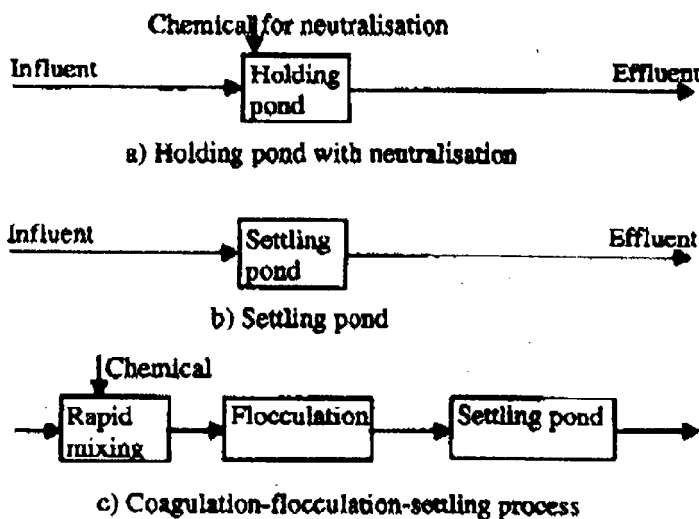 Chemical for neutralisation
Influent
Holding
pond
Effluent
a) Holding pond with neutralisation
Influent
Settling
pond
Effluent
b) Settling pond
Chemical
Rapid
mixing
Flocculation
Settling pond
c) Coagulation-flocculation-settling process